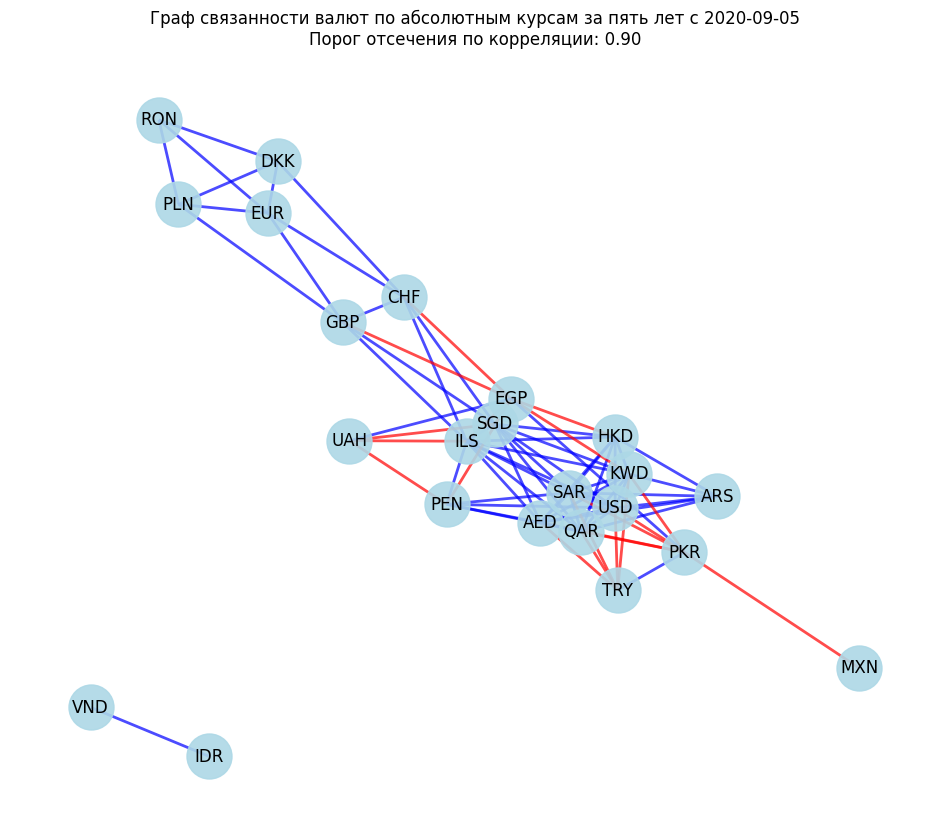 Граф связанности валют по абсолютным курсам за пять лет с 2020-09-05
Порог отсечения по корреляции: 0.90
RON
DKK
PLN
EUR
CHF
GBP
EGP
SGD
UAH
ILS
HKD
KWD
SAR
ARS
PEN
USD
AED
QAR
PKR
TRY
MXN
VND
IDR